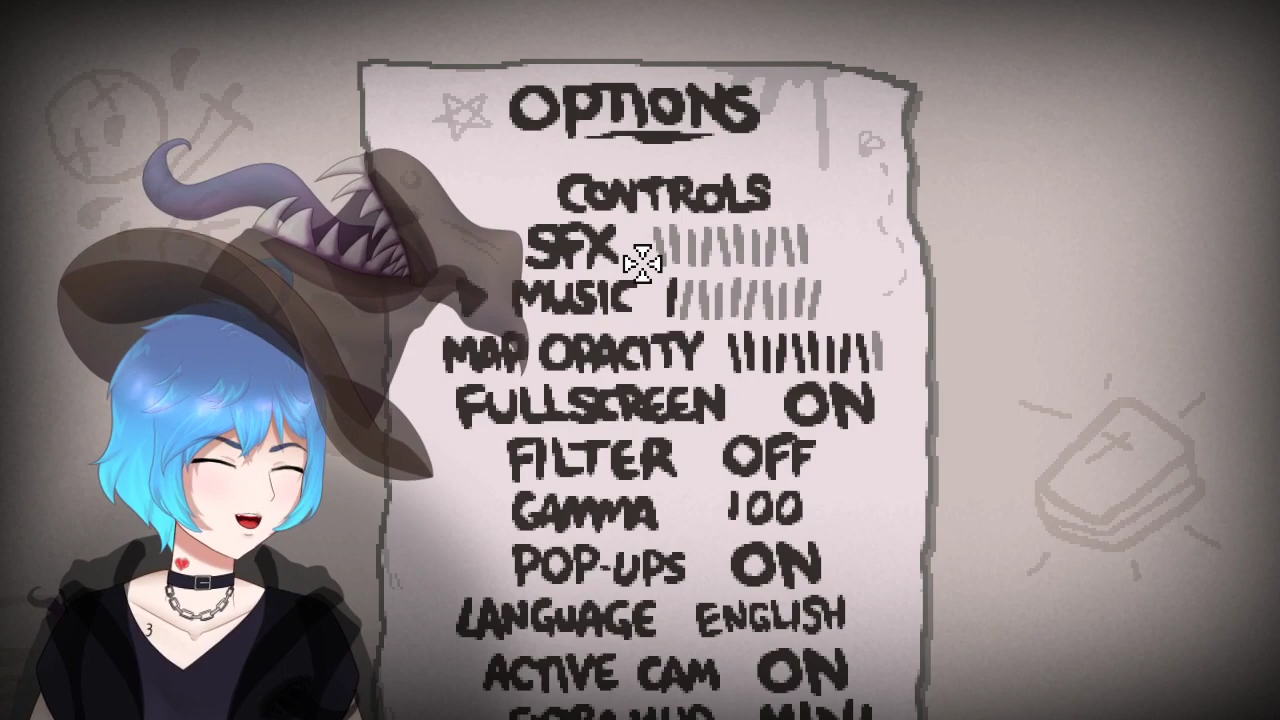 OPTIONS
CONTROLS
SFX
MUSIC
MAP OPACITY
FULLSCREEN ON
FILTER OFF
GAMMA 100
POP-UPS ON
LANGUAGE ENGLISH
ACTIVE CAM ON
3